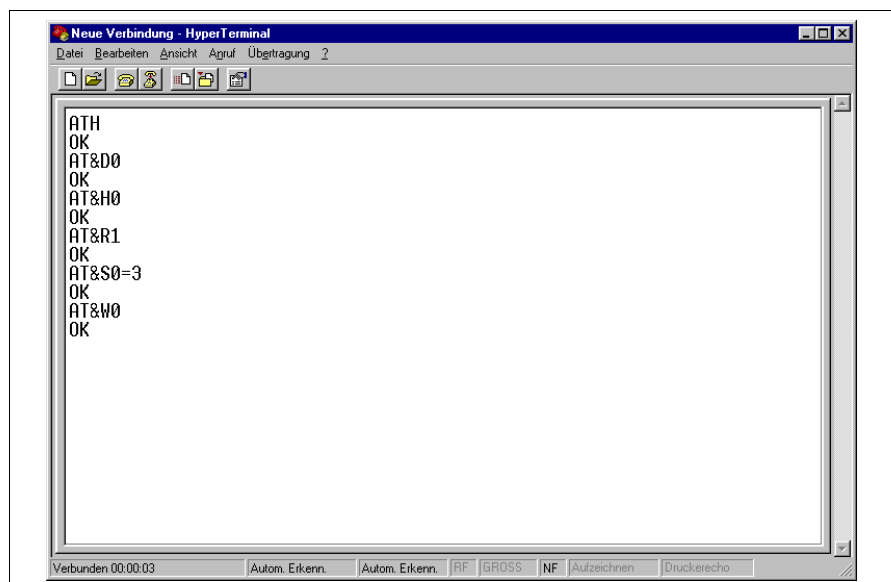 Neue Verbindung - HyperTerminal
Datei Bearbeiten Ansicht Anruf Übertragung ?
ATH
OK
AT&D0
OK
AT&H0
OK
AT&R1
OK
AT&S0=3
OK
AT&W0
OK
Verbunden 00:00:03 Autom. Erkenn. Autom. Erkenn. RF GROSS NF Aufzeichnen Druckerecho